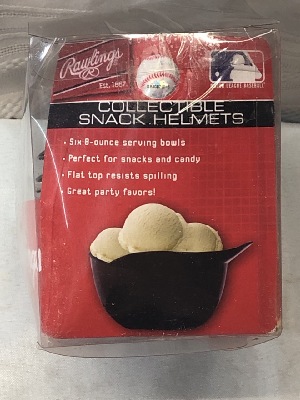 Rawlings
Est. 1887
MAJOR LEAGUE BASEBALL
COLLECTIBLE
SNACK HELMETS
• Six 8-ounce serving bowls
• Perfect for snacks and candy
• Flat top resists spilling
Great party favors!